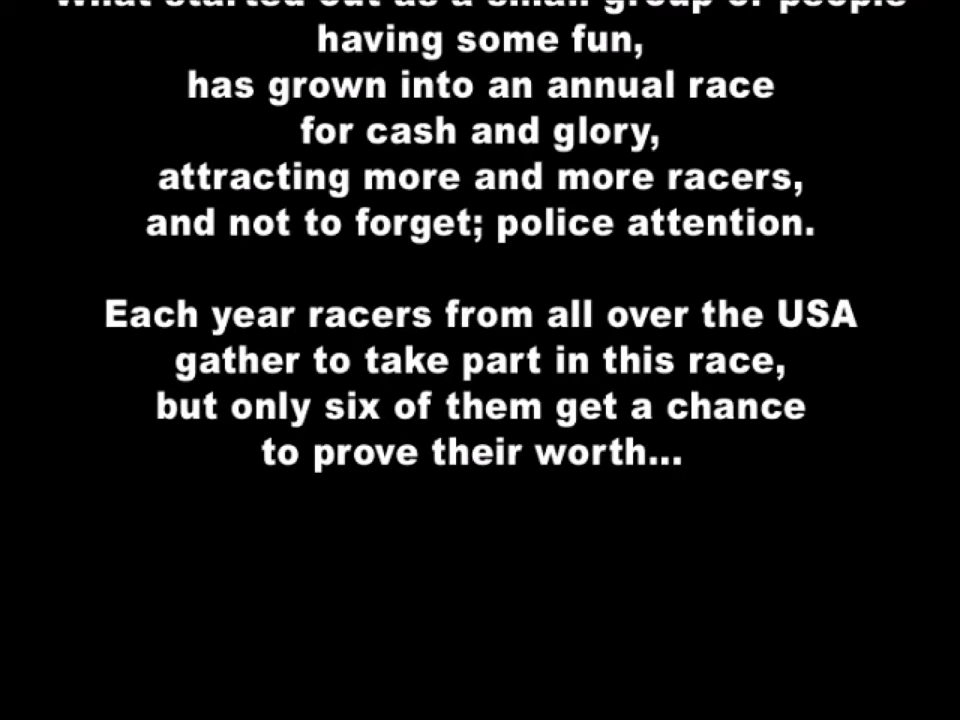 What started out as a small group of people
having some fun,
has grown into an annual race
for cash and glory,
attracting more and more racers,
and not to forget; police attention.
Each year racers from all over the USA
gather to take part in this race,
but only six of them get a chance
to prove their worth...